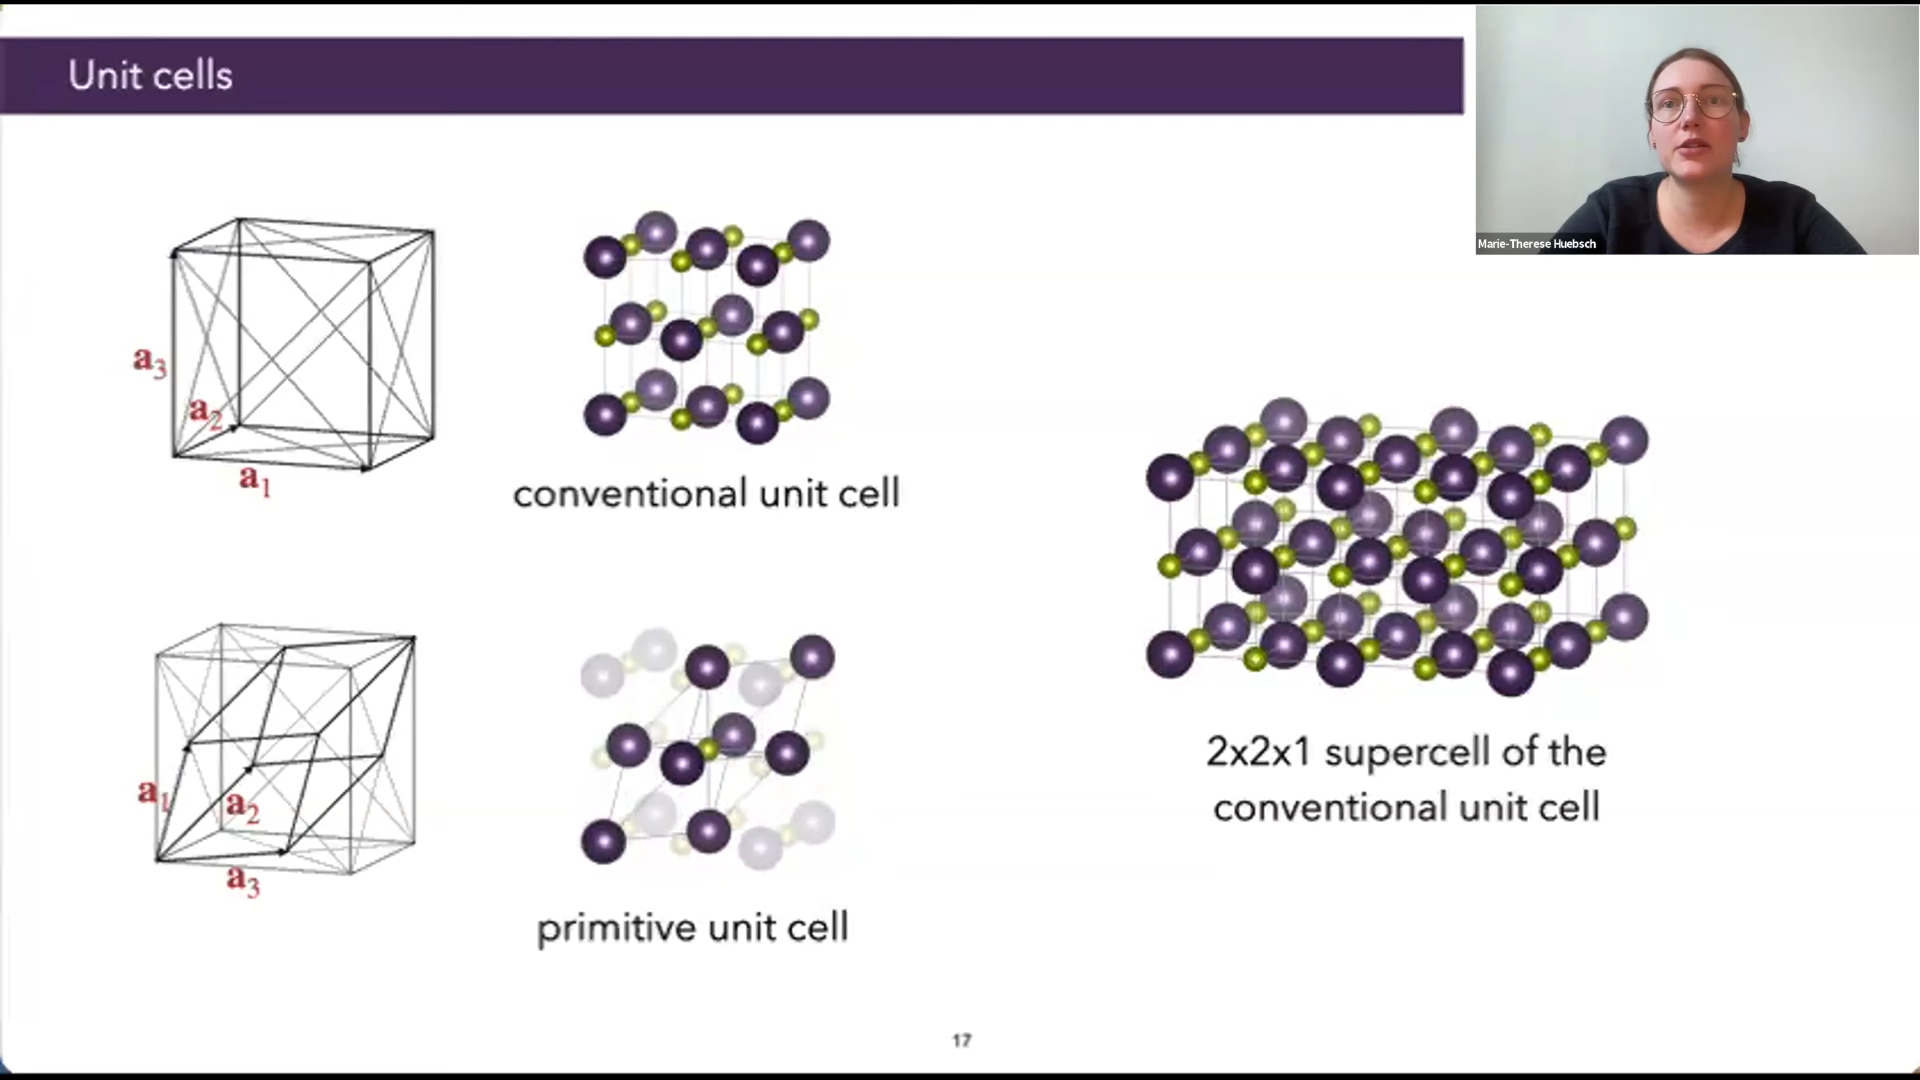 Unit cells
Marie-Therese Huebsch
a3
a2
a1
conventional unit cell
a1
a2
a3
primitive unit cell
2x2x1 supercell of the
conventional unit cell
17